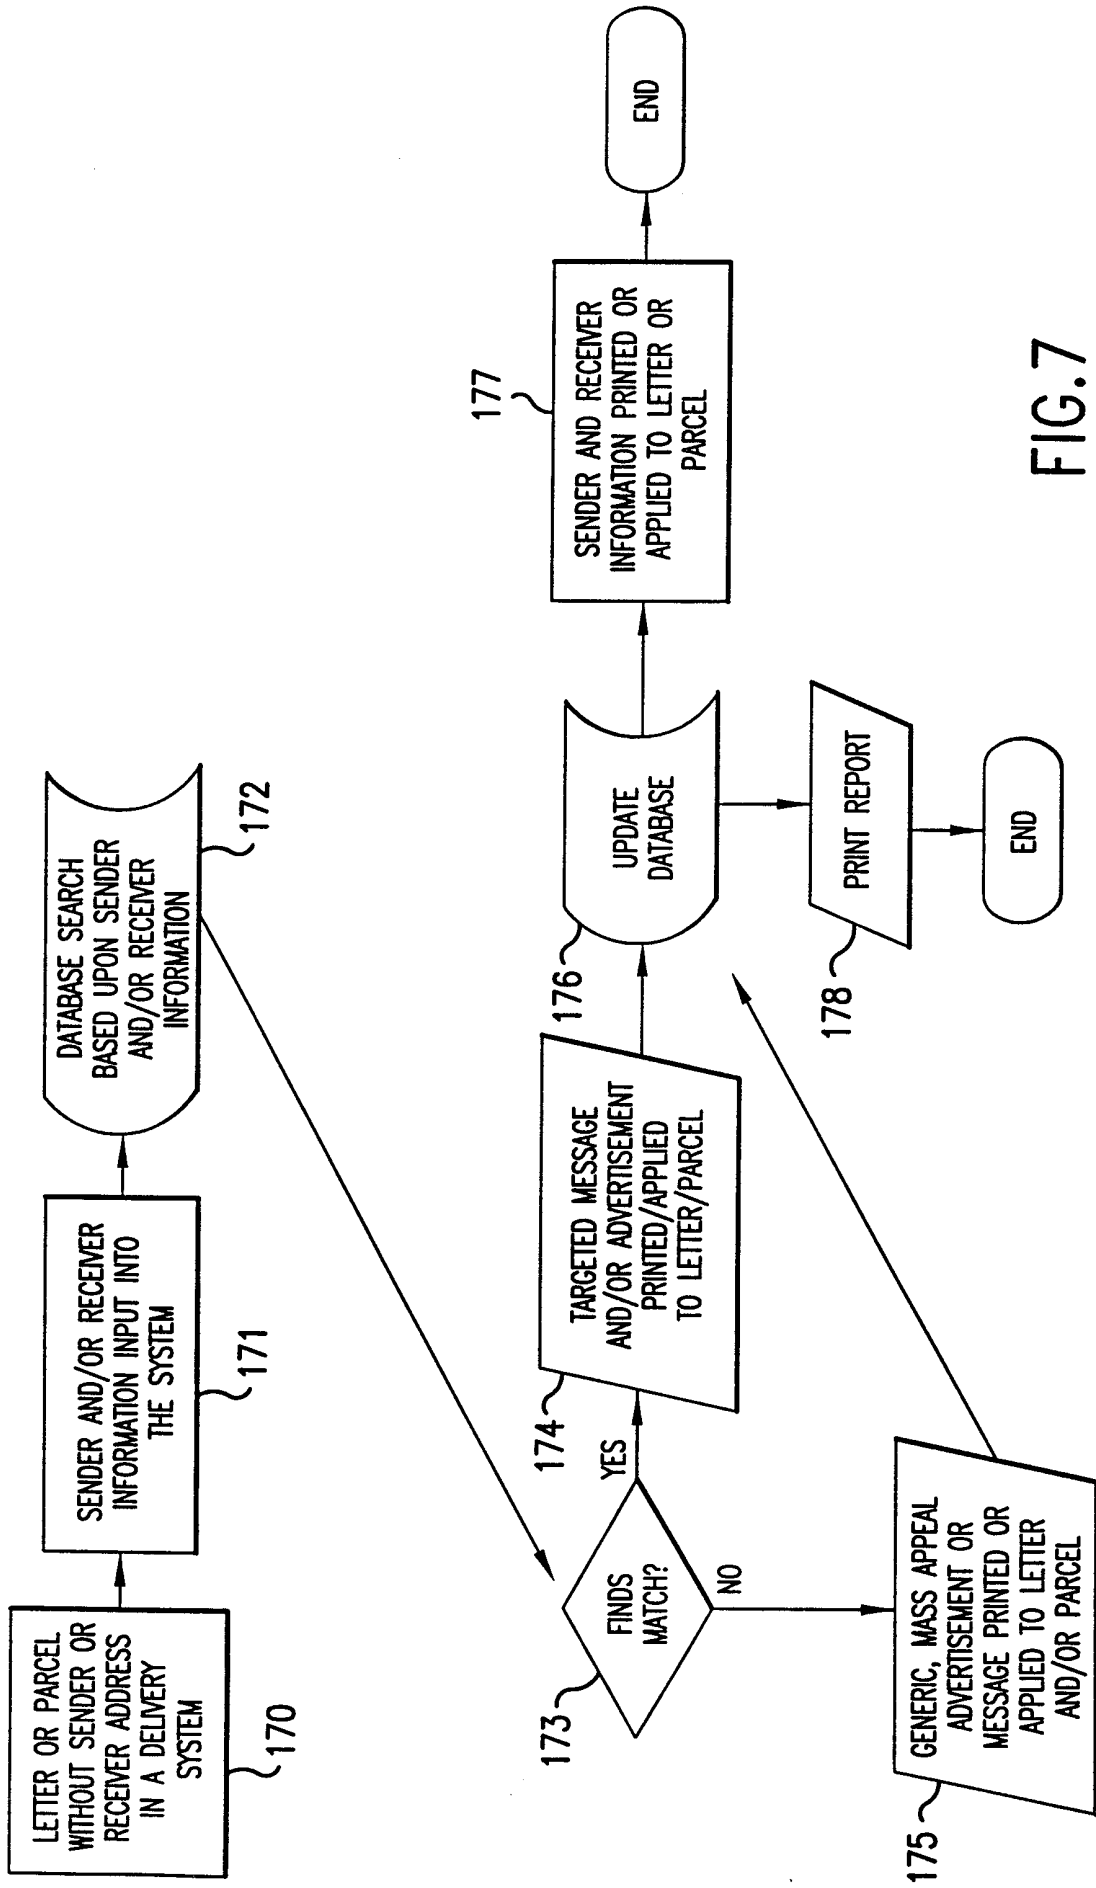 LETTER OR PARCEL
WITHOUT SENDER OR
RECEIVER ADDRESS
IN A DELIVERY
SYSTEM
170
SENDER AND/OR RECEIVER
INFORMATION INPUT INTO
THE SYSTEM
171
DATABASE SEARCH
BASED UPON SENDER
AND/OR RECEIVER
INFORMATION
172
FINDS
MATCH?
173
YES
NO
174
TARGETED MESSAGE
AND/OR ADVERTISEMENT
PRINTED/APPLIED
TO LETTER/PARCEL
175
GENERIC, MASS APPEAL
ADVERTISEMENT OR
MESSAGE PRINTED OR
APPLIED TO LETTER
AND/OR PARCEL
176
UPDATE
DATABASE
177
SENDER AND RECEIVER
INFORMATION PRINTED OR
APPLIED TO LETTER OR
PARCEL
END
178
PRINT REPORT
END
FIG.7